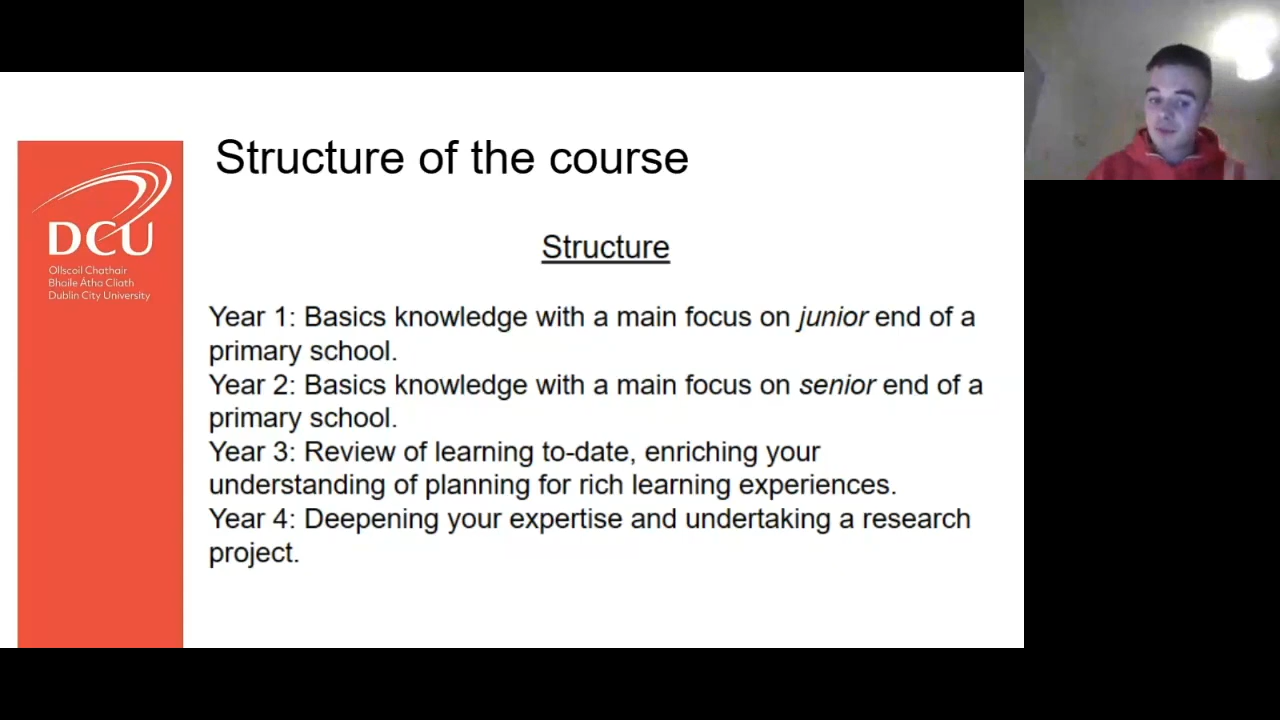 Structure of the course
DCU
Ollscoil Chathair
Bhaile Átha Cliath
Dublin City University
Structure
Year 1: Basics knowledge with a main focus on junior end of a
primary school.
Year 2: Basics knowledge with a main focus on senior end of a
primary school.
Year 3: Review of learning to-date, enriching your
understanding of planning for rich learning experiences.
Year 4: Deepening your expertise and undertaking a research
project.